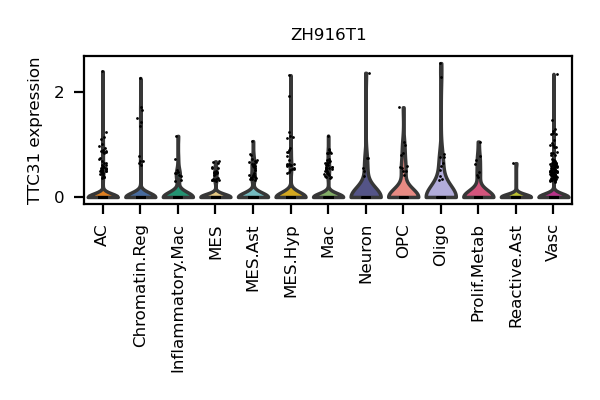 ZH916T1
TTC31 expression
2
0
AC
Chromatin.Reg
Inflammatory.Mac
MES
MES.Ast
MES.Hyp
Mac
Neuron
OPC
Oligo
Prolif.Metab
Reactive.Ast
Vasc